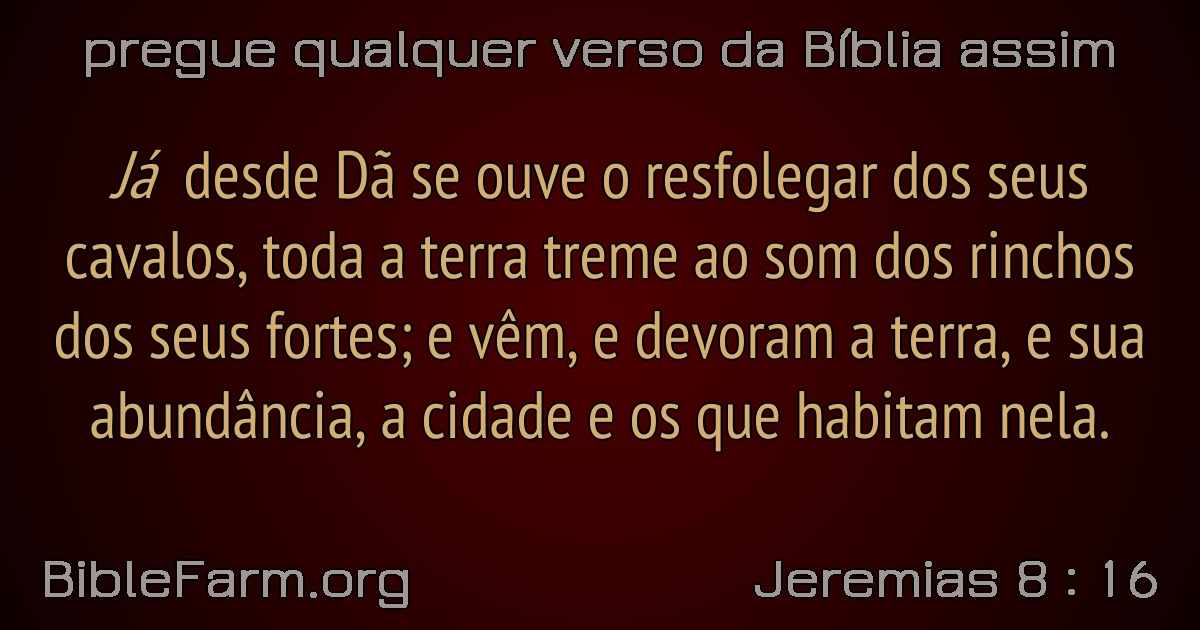 pregue qualquer verso da Bíblia assim
Já desde Dã se ouve o resfolegar dos seus
cavalos, toda a terra treme ao som dos rinchos
dos seus fortes; e vêm, e devoram a terra, e sua
abundância, a cidade e os que habitam nela.
BibleFarm.org
Jeremias 8 : 16